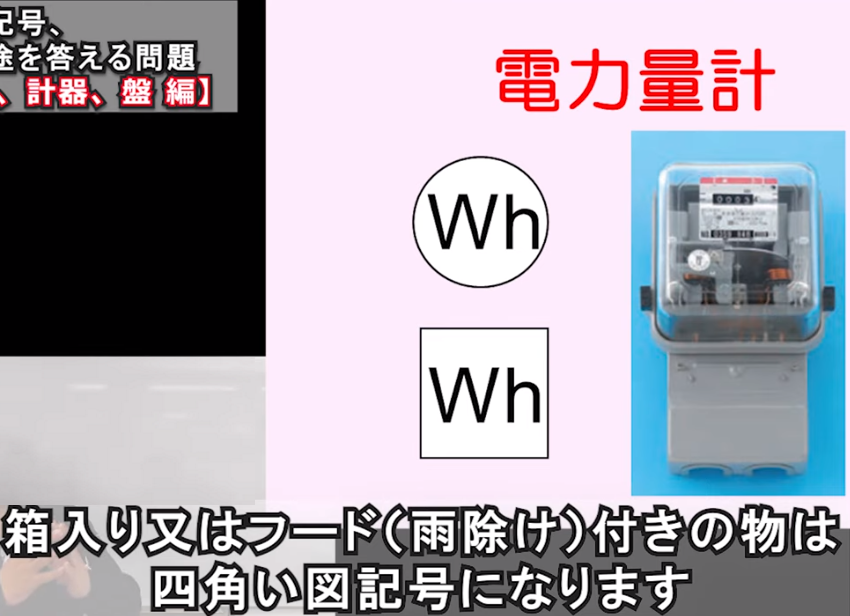 記号、
途を答える問題
、計器、盤 編】
電力量計
Wh
Wh
箱入り又はフード（雨除け）付きの物は
四角い図記号になります